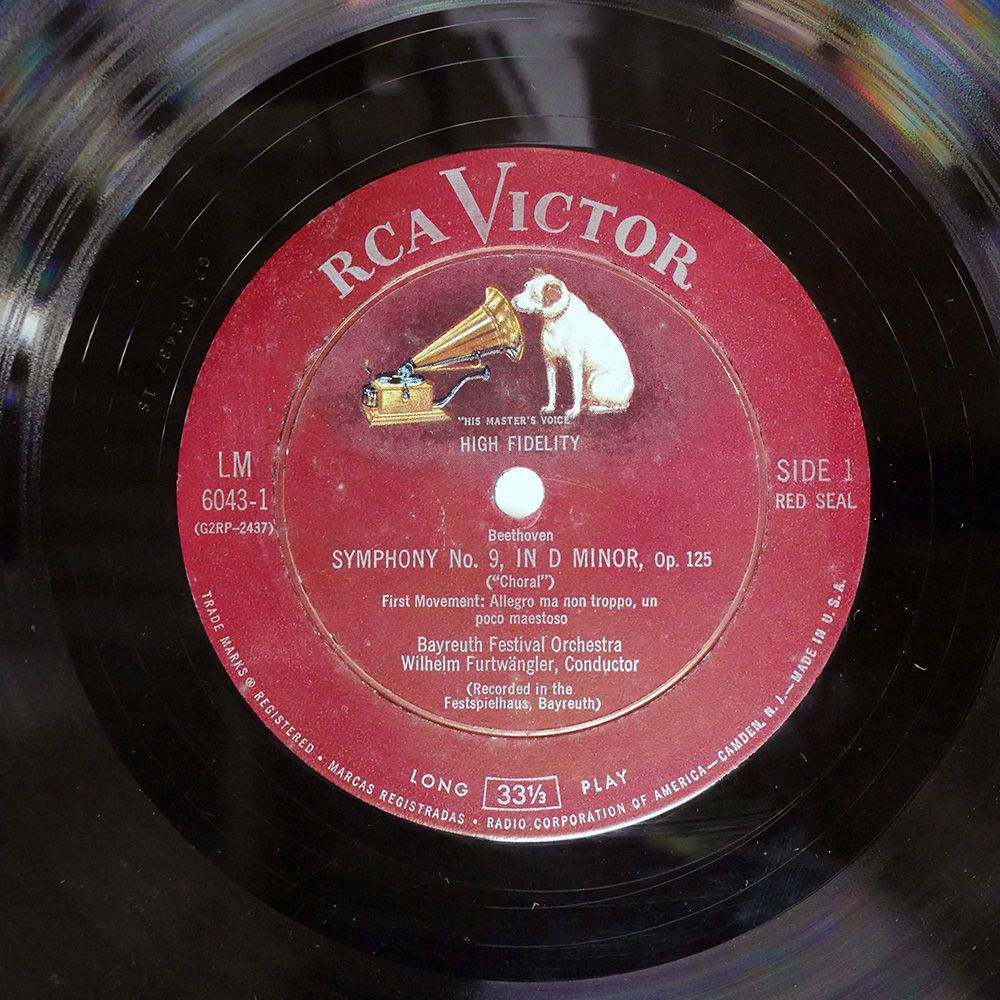 RCA VICTOR
"HIS MASTER'S VOICE"
HIGH FIDELITY
LM
6043-1
(G2RP-2437)
SIDE 1
RED SEAL
Beethoven
SYMPHONY No. 9, IN D MINOR, Op. 125
("Choral")
First Movement: Allegro ma non troppo, un
poco maestoso
Bayreuth Festival Orchestra
Wilhelm Furtwängler, Conductor
(Recorded in the
Festspielhaus, Bayreuth)
LONG 33⅓ PLAY
TRADE MARKS ® REGISTERED • MARCAS REGISTRADAS • RADIO CORPORATION OF AMERICA—CAMDEN, N. J.—MADE IN U. S. A.